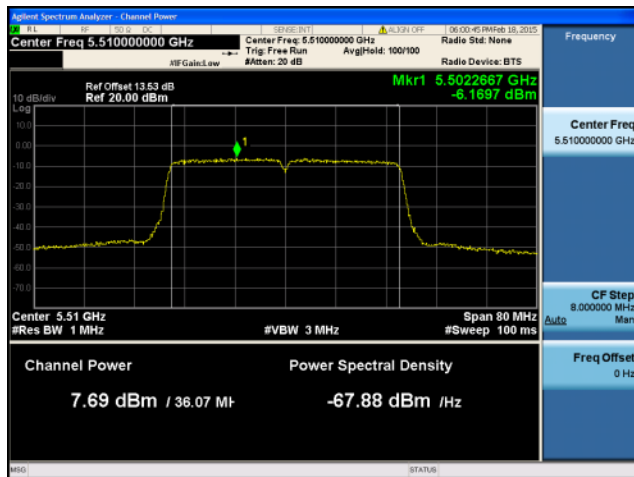 Agilent Spectrum Analyzer - Channel Power
RL RF 50 Ω DC SENSE:INT ALIGN OFF 06:00:45 PM Feb 18, 2015
Center Freq 5.510000000 GHz Center Freq: 5.510000000 GHz Radio Std: None
Trig: Free Run Avg|Hold: 100/100
#IFGain:Low #Atten: 20 dB Radio Device: BTS
Frequency
Mkr1 5.5022667 GHz
-6.1697 dBm
Ref Offset 13.53 dB
10 dB/div Ref 20.00 dBm
Log
10.0
0.00
-10.0
-20.0
-30.0
-40.0
-50.0
-60.0
-70.0
1
Center Freq
5.510000000 GHz
Center 5.51 GHz Span 80 MHz
#Res BW 1 MHz #VBW 3 MHz #Sweep 100 ms
CF Step
8.000000 MHz
Auto Man
Channel Power Power Spectral Density
7.69 dBm / 36.07 MH -67.88 dBm /Hz
Freq Offset
0 Hz
MSG STATUS